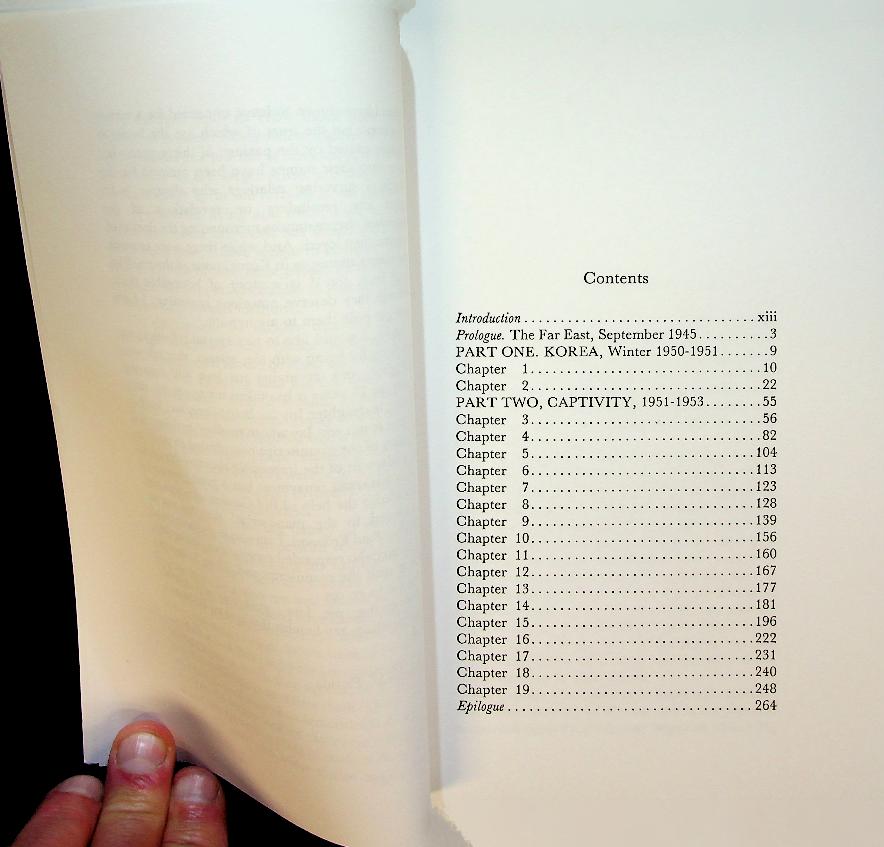 Contents
Introduction..............................xiii
Prologue. The Far East, September 1945..........3
PART ONE. KOREA, Winter 1950-1951.......9
Chapter 1..............................10
Chapter 2..............................22
PART TWO, CAPTIVITY, 1951-1953........55
Chapter 3..............................56
Chapter 4..............................82
Chapter 5..............................104
Chapter 6..............................113
Chapter 7..............................123
Chapter 8..............................128
Chapter 9..............................139
Chapter 10..............................156
Chapter 11..............................160
Chapter 12..............................167
Chapter 13..............................177
Chapter 14..............................181
Chapter 15..............................196
Chapter 16..............................222
Chapter 17..............................231
Chapter 18..............................240
Chapter 19..............................248
Epilogue................................264